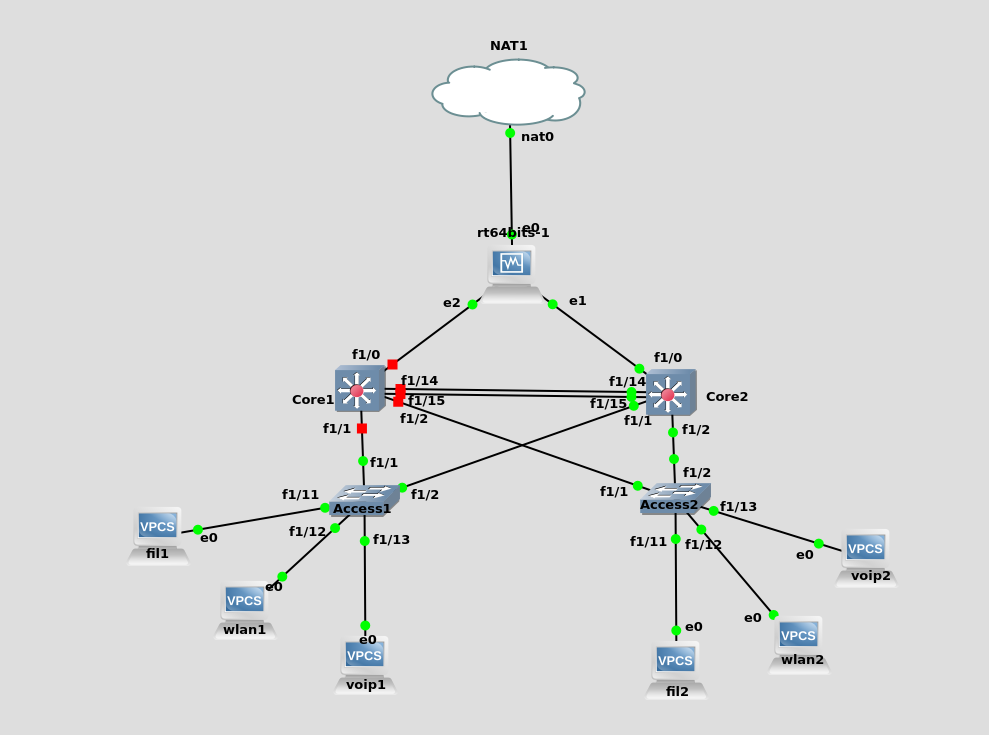 NAT1
nat0
e0
rt64bits-1
e2
e1
f1/0
f1/0
f1/14
f1/14
Core1
f1/15
f1/15
Core2
f1/2
f1/1
f1/1
f1/2
f1/1
f1/2
f1/11
f1/2
f1/1
Access1
Access2
f1/13
f1/12
f1/13
f1/11
f1/12
VPCS
e0
fil1
VPCS
e0
voip2
e0
VPCS
wlan1
e0
VPCS
voip1
e0
VPCS
fil2
e0
VPCS
wlan2